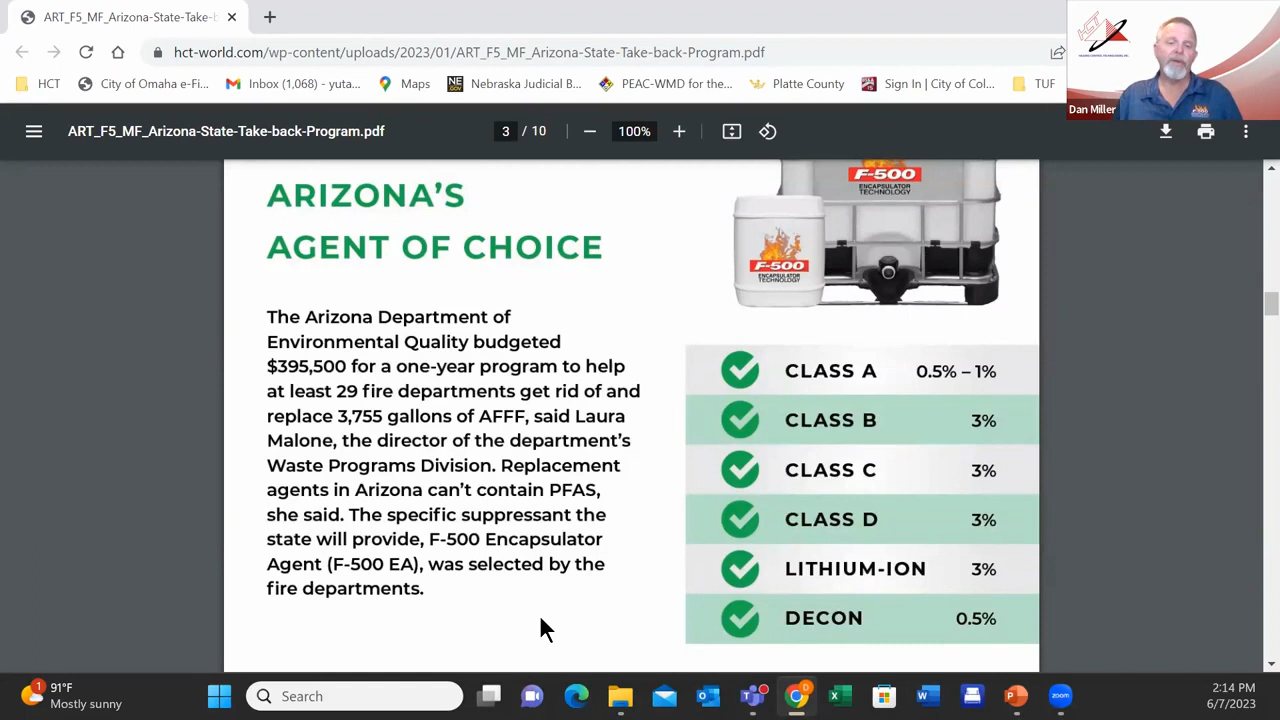 ART_F5_MF_Arizona-State-Take-b
hct-world.com/wp-content/uploads/2023/01/ART_F5_MF_Arizona-State-Take-back-Program.pdf
HCT
City of Omaha e-Fi...
Inbox (1,068) - yuta...
Maps
Nebraska Judicial B...
PEAC-WMD for the...
Platte County
Sign In | City of Col...
TUF
Dan Miller
ART_F5_MF_Arizona-State-Take-back-Program.pdf
3 / 10
100%
ARIZONA'S
AGENT OF CHOICE
The Arizona Department of
Environmental Quality budgeted
$395,500 for a one-year program to help
at least 29 fire departments get rid of and
replace 3,755 gallons of AFFF, said Laura
Malone, the director of the department's
Waste Programs Division. Replacement
agents in Arizona can't contain PFAS,
she said. The specific suppressant the
state will provide, F-500 Encapsulator
Agent (F-500 EA), was selected by the
fire departments.
F-500
ENCAPSULATOR
TECHNOLOGY
F-500
ENCAPSULATOR
TECHNOLOGY
CLASS A 0.5% – 1%
CLASS B 3%
CLASS C 3%
CLASS D 3%
LITHIUM-ION 3%
DECON 0.5%
1
91°F
Mostly sunny
Search
D
zoom
2:14 PM
6/7/2023